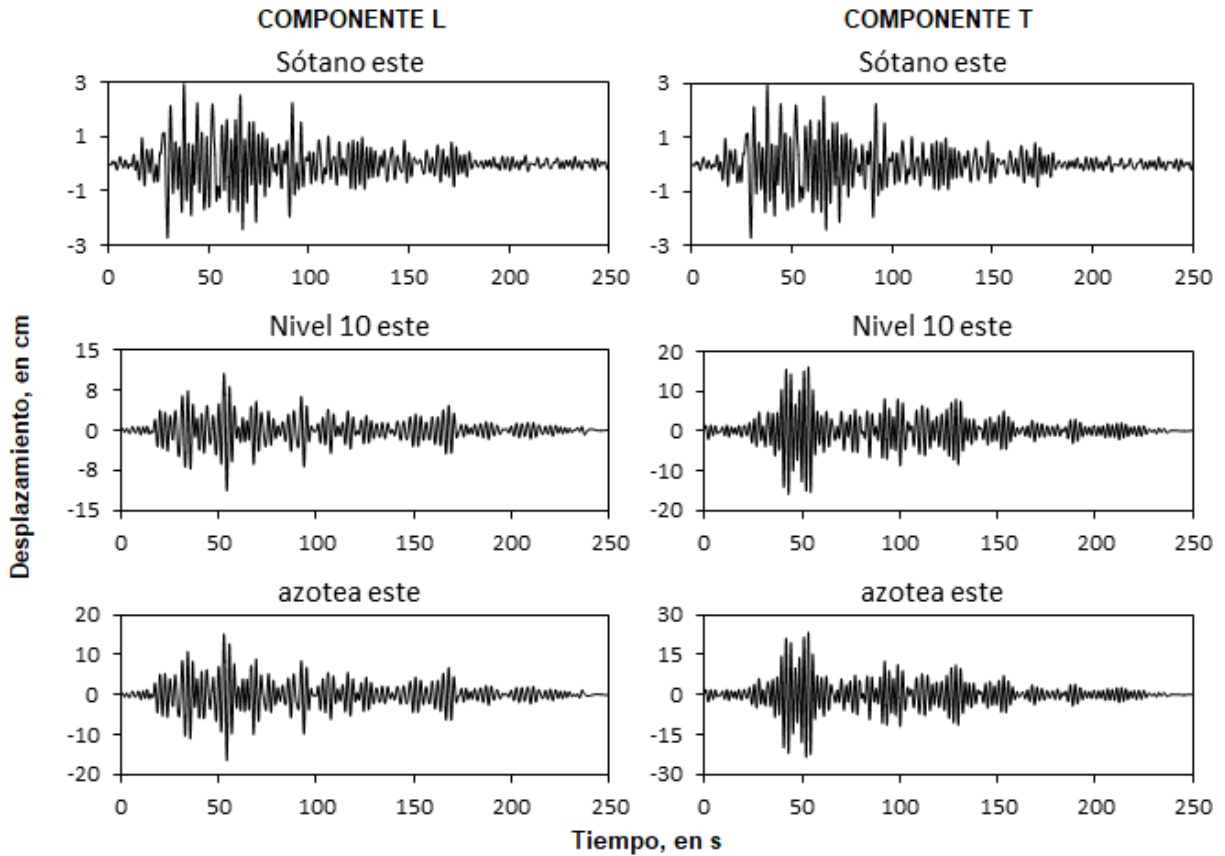 COMPONENTE L
COMPONENTE T
Sótano este
3
1
-1
-3
0 50 100 150 200 250
Sótano este
3
1
-1
-3
0 50 100 150 200 250
Desplazamiento, en cm
Nivel 10 este
15
8
0
-8
-15
0 50 100 150 200 250
Nivel 10 este
20
10
0
-10
-20
0 50 100 150 200 250
azotea este
20
10
0
-10
-20
0 50 100 150 200 250
azotea este
30
15
0
-15
-30
0 50 100 150 200 250
Tiempo, en s